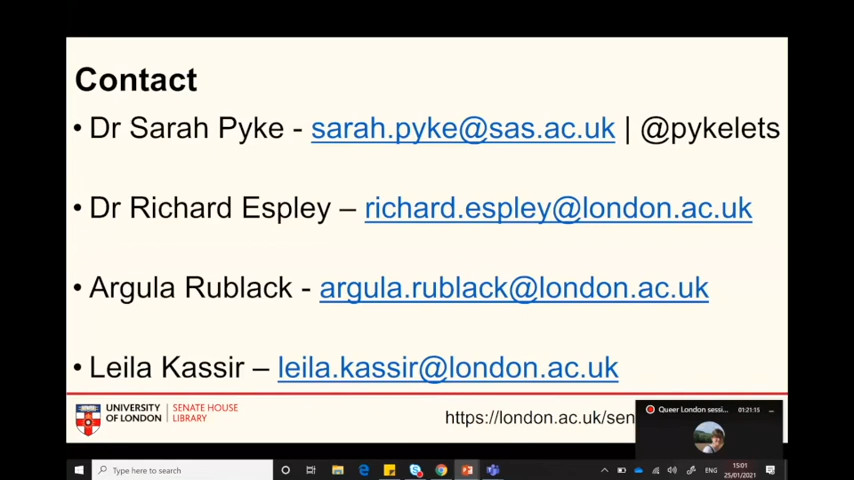 Contact
• Dr Sarah Pyke - sarah.pyke@sas.ac.uk | @pykelets
• Dr Richard Espley – richard.espley@london.ac.uk
• Argula Rublack - argula.rublack@london.ac.uk
• Leila Kassir – leila.kassir@london.ac.uk
UNIVERSITY OF LONDON
SENATE HOUSE LIBRARY
https://london.ac.uk/sen
Queer London sessi... 01:21:15
Type here to search
ENG
15:01
25/01/2021